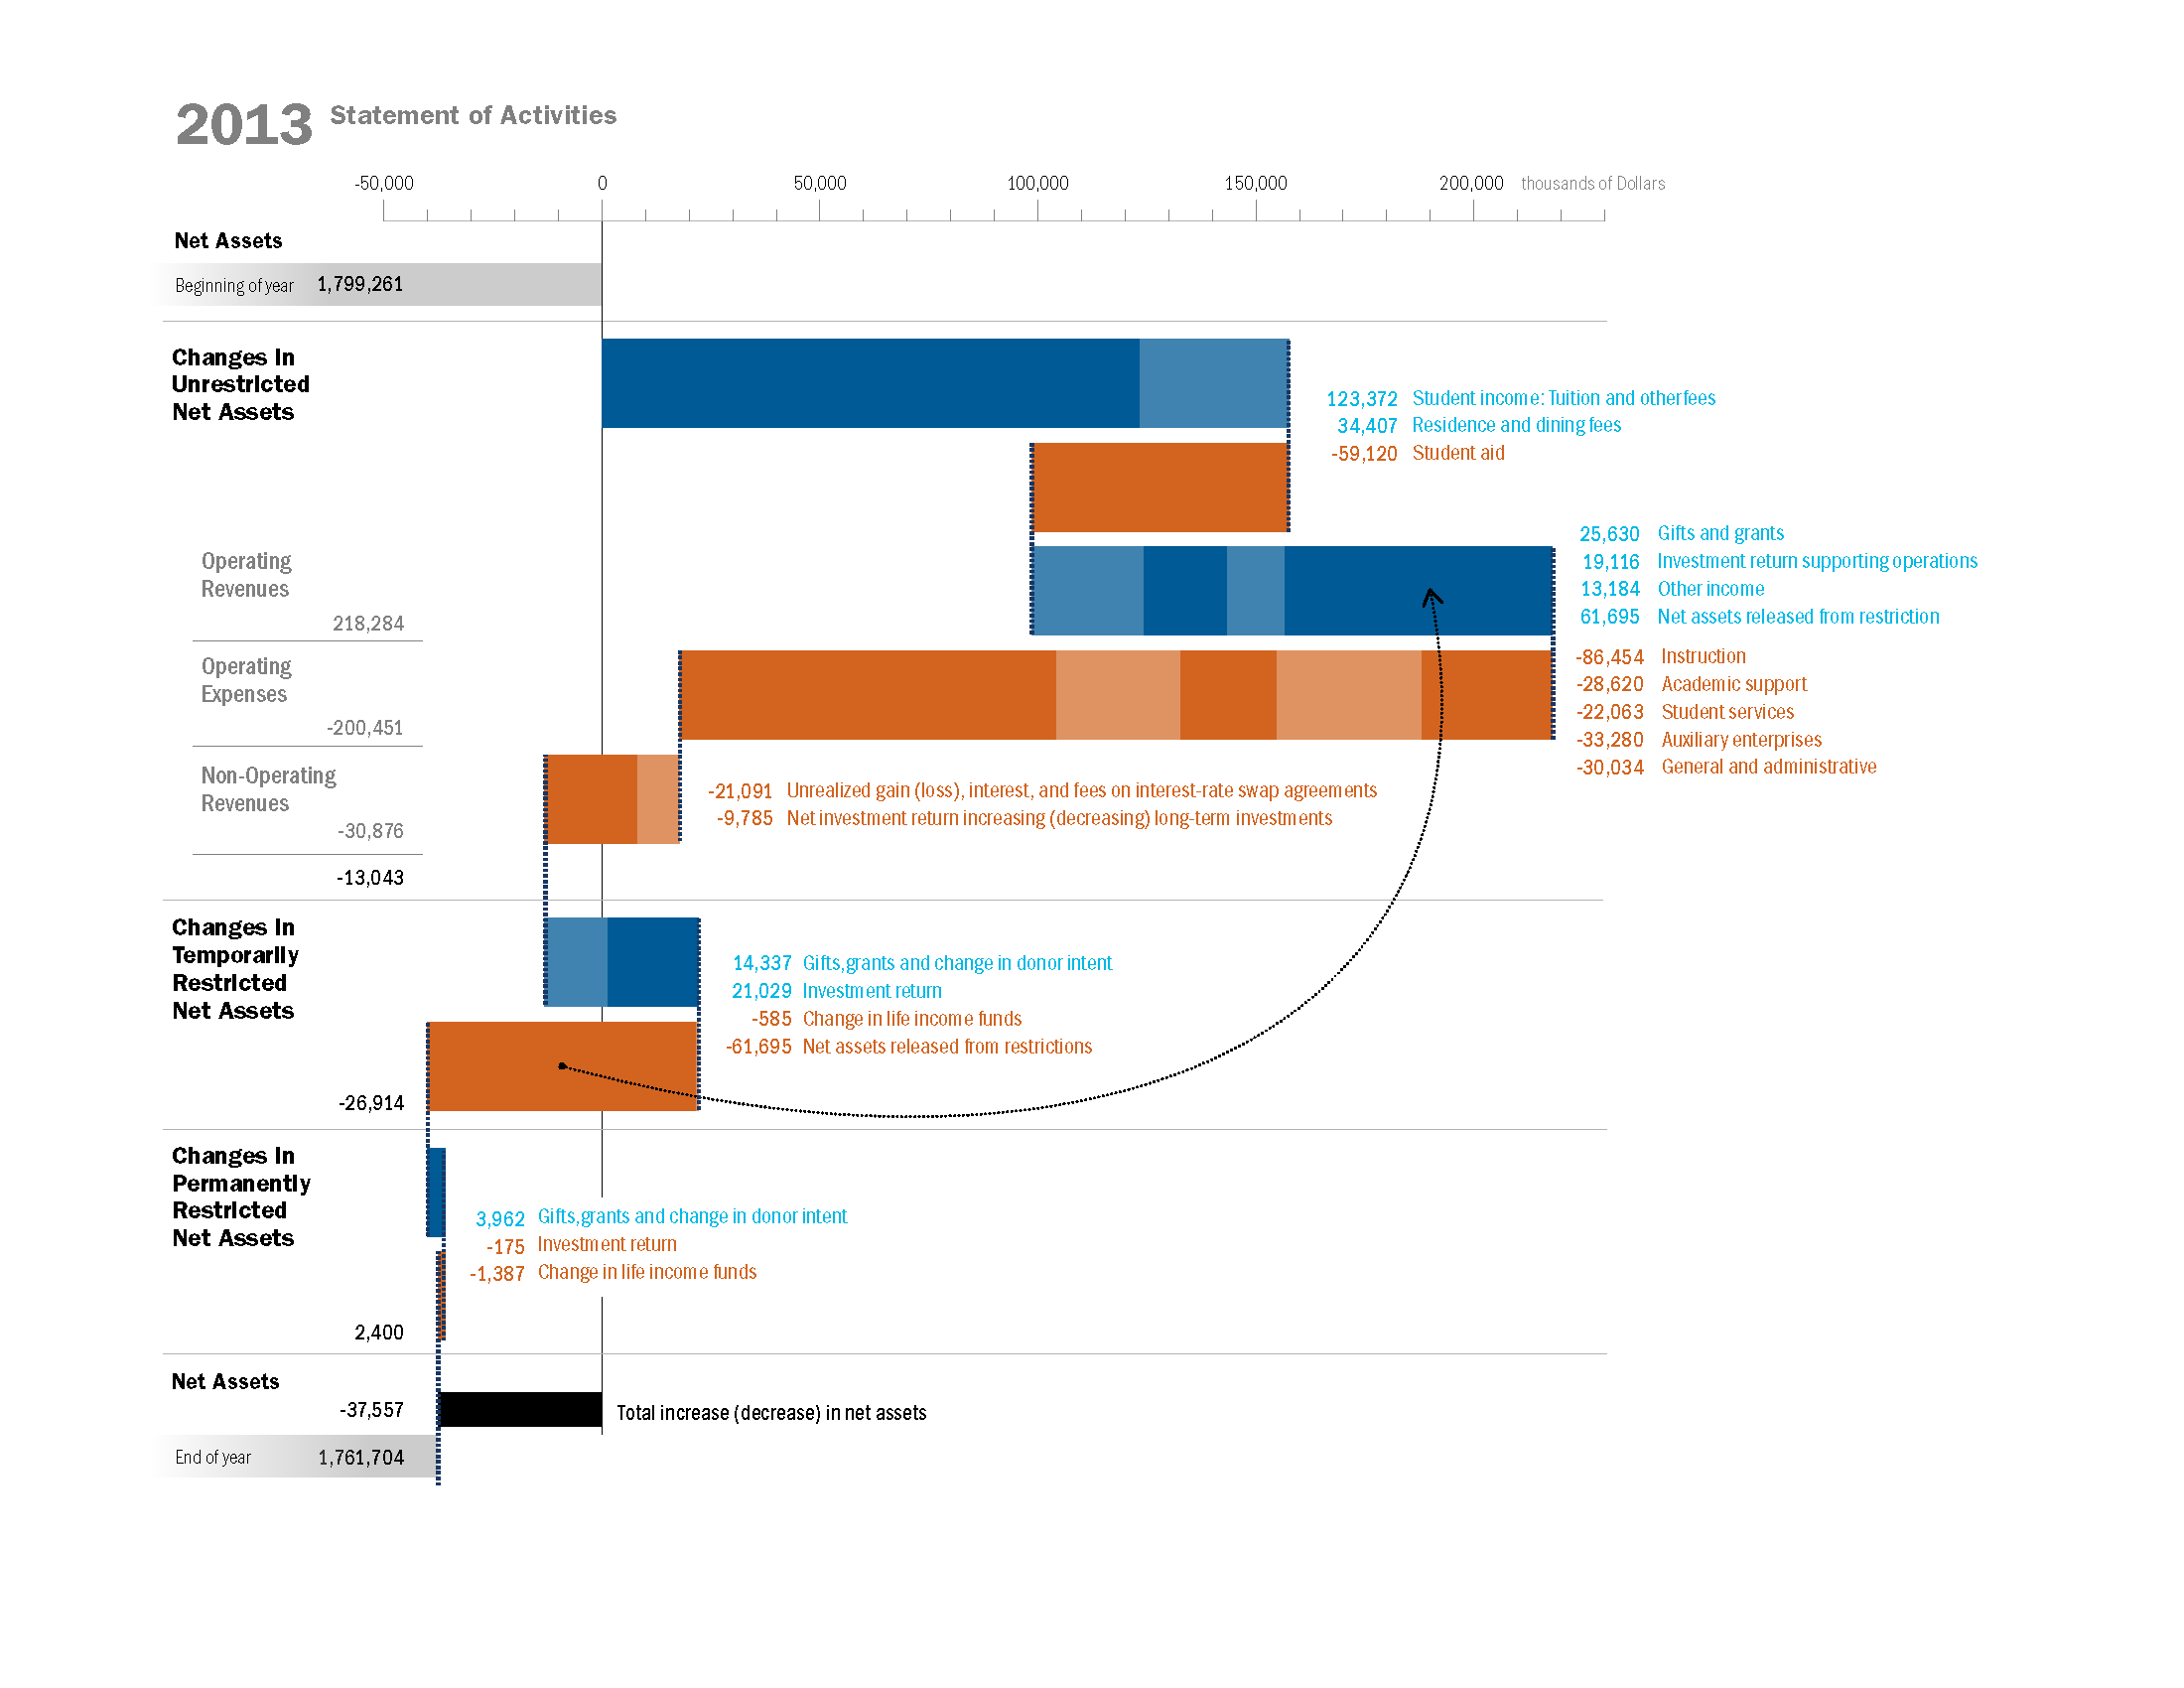 2013 Statement of Activities
-50,000 0 50,000 100,000 150,000 200,000 thousands of Dollars
Net Assets
Beginning of year 1,799,261
Changes In
Unrestricted
Net Assets
123,372 Student income: Tuition and other fees
34,407 Residence and dining fees
-59,120 Student aid
Operating
Revenues
218,284
25,630 Gifts and grants
19,116 Investment return supporting operations
13,184 Other income
61,695 Net assets released from restriction
Operating
Expenses
-200,451
-86,454 Instruction
-28,620 Academic support
-22,063 Student services
-33,280 Auxiliary enterprises
-30,034 General and administrative
Non-Operating
Revenues
-30,876
-21,091 Unrealized gain (loss), interest, and fees on interest-rate swap agreements
-9,785 Net investment return increasing (decreasing) long-term investments
-13,043
Changes In
Temporarily
Restricted
Net Assets
14,337 Gifts, grants and change in donor intent
21,029 Investment return
-585 Change in life income funds
-61,695 Net assets released from restrictions
-26,914
Changes In
Permanently
Restricted
Net Assets
3,962 Gifts, grants and change in donor intent
-175 Investment return
-1,387 Change in life income funds
2,400
Net Assets
-37,557 Total increase (decrease) in net assets
End of year 1,761,704